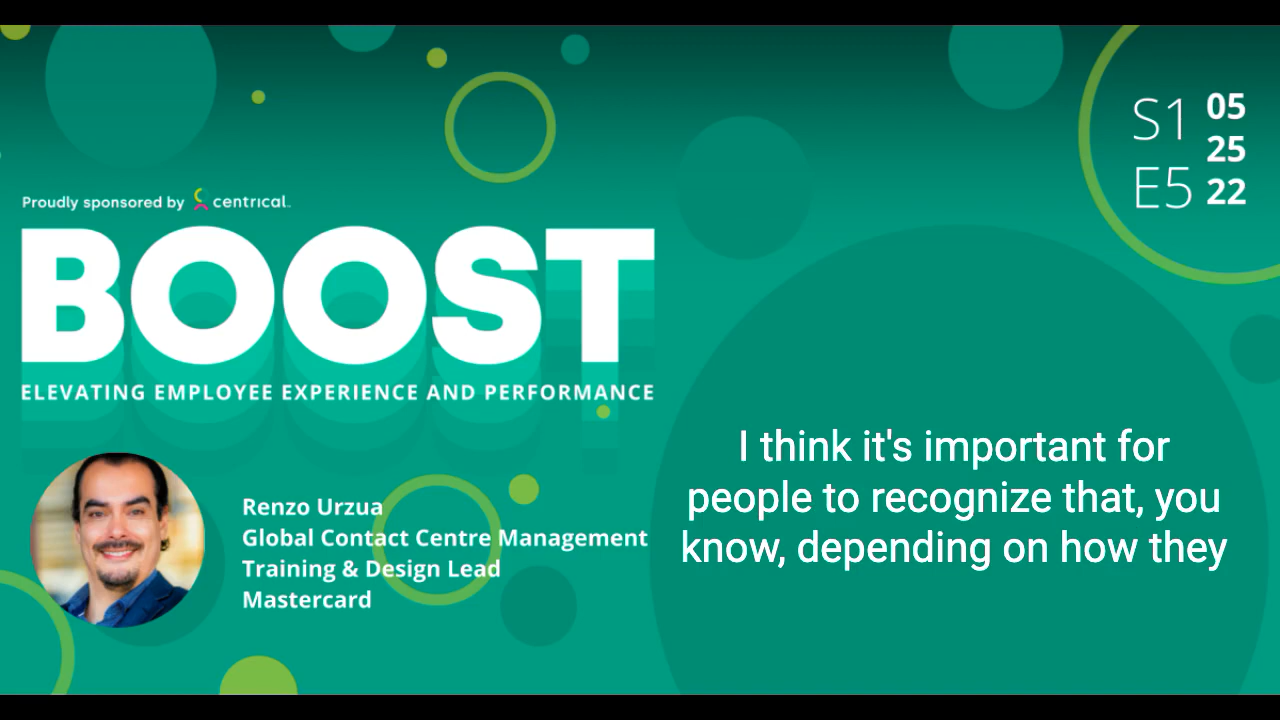 S1 05
25
E5 22
Proudly sponsored by centrical
BOOST
ELEVATING EMPLOYEE EXPERIENCE AND PERFORMANCE
Renzo Urzua
Global Contact Centre Management
Training & Design Lead
Mastercard
I think it's important for
people to recognize that, you
know, depending on how they